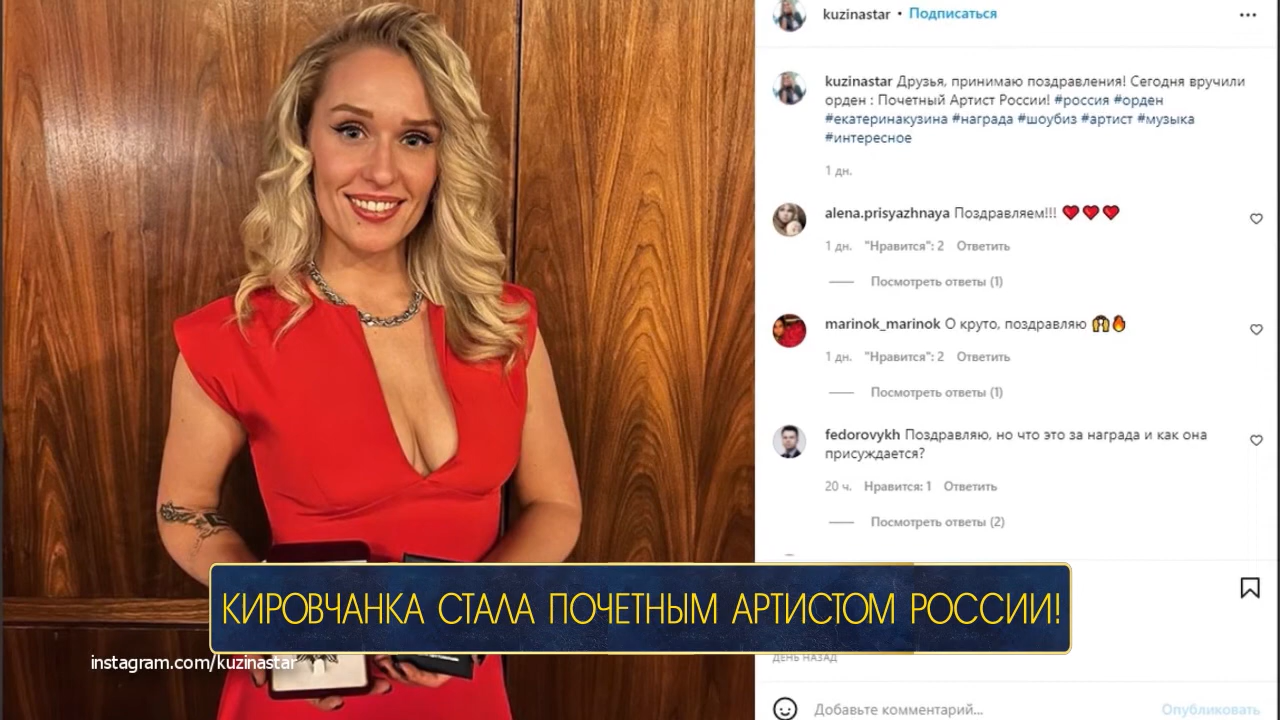 kuzinastar • Подписаться
kuzinastar Друзья, принимаю поздравления! Сегодня вручили
орден : Почетный Артист России! #россия #орден
#екатеринакузина #награда #шоубиз #артист #музыка
#интересное
1 дн.
alena.prisyazhnaya Поздравляем!!! ❤❤❤
1 дн. "Нравится": 2 Ответить
Посмотреть ответы (1)
marinok_marinok О круто, поздравляю 😱🔥
1 дн. "Нравится": 2 Ответить
Посмотреть ответы (1)
fedorovykh Поздравляю, но что это за награда и как она
присуждается?
20 ч. Нравится: 1 Ответить
Посмотреть ответы (2)
КИРОВЧАНКА СТАЛА ПОЧЕТНЫМ АРТИСТОМ РОССИИ!
instagram.com/kuzinastar
ДЕНЬ НАЗАД
Добавьте комментарий...
Опубликовать